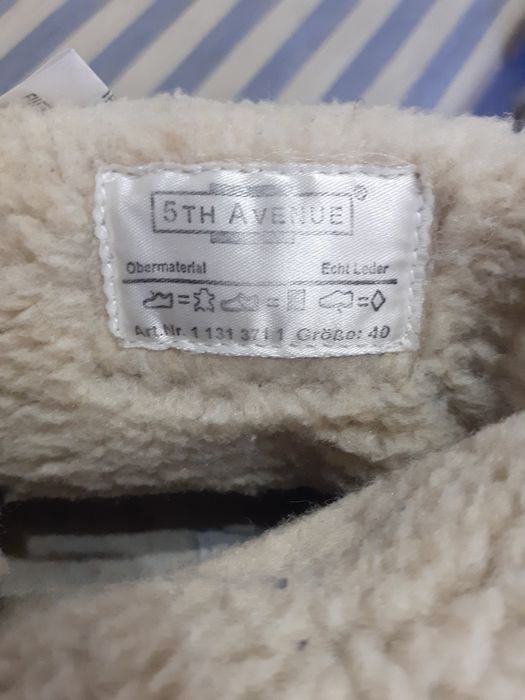 5TH AVENUE®
Obermaterial Echt Leder
= = =
Art.Nr. 1 131 371 1 Größe: 40